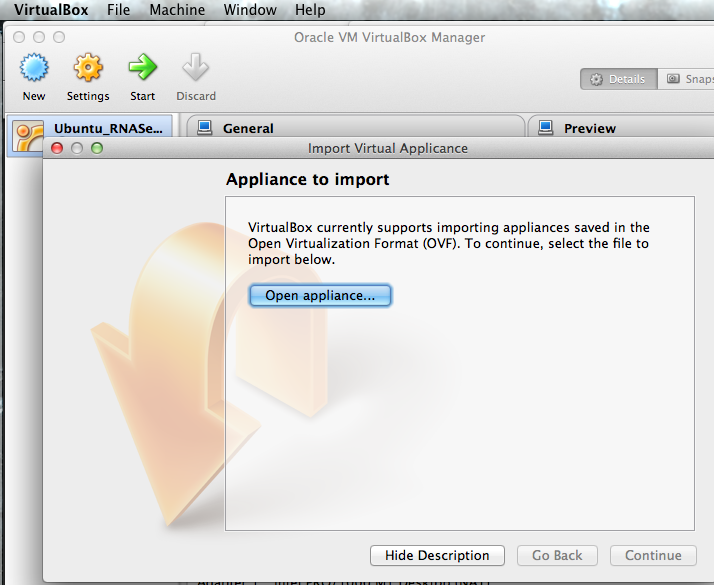 VirtualBox File Machine Window Help
Oracle VM VirtualBox Manager
New Settings Start Discard
Details Snaps
Ubuntu_RNASe... General Preview
Import Virtual Applicance
Appliance to import
VirtualBox currently supports importing appliances saved in the
Open Virtualization Format (OVF). To continue, select the file to
import below.
Open appliance...
Hide Description Go Back Continue